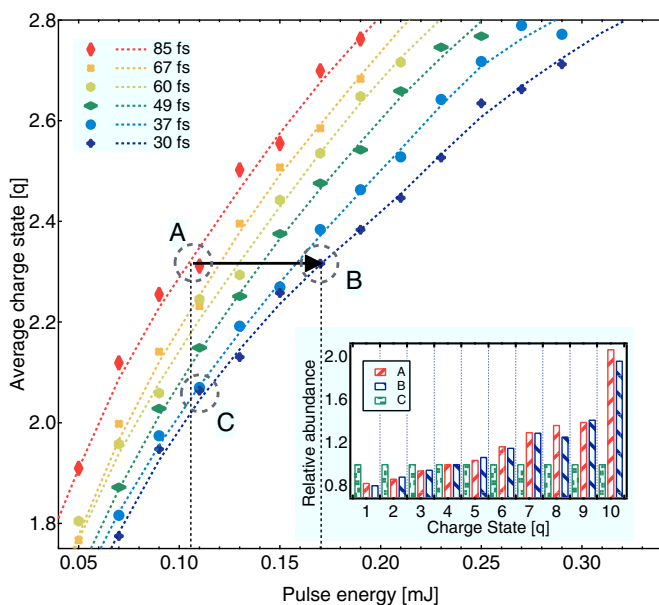 2.8
2.6
2.4
2.2
2.0
1.8
Average charge state [q]
85 fs
67 fs
60 fs
49 fs
37 fs
30 fs
A
B
C
Relative abundance
2.0
1.6
1.2
0.8
A
B
C
1 2 3 4 5 6 7 8 9 10
Charge State [q]
0.05 0.10 0.15 0.20 0.25 0.30
Pulse energy [mJ]